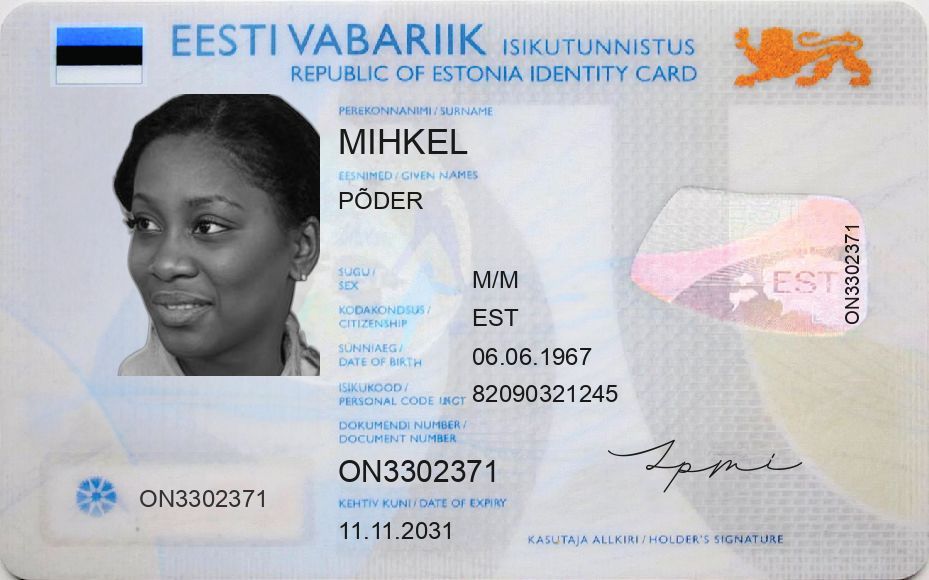 EESTI VABARIIK ISIKUTUNNISTUS
REPUBLIC OF ESTONIA IDENTITY CARD
PEREKONNANIMI / SURNAME
MIHKEL
EESNIMED / GIVEN NAMES
PÕDER
SUGU /
SEX
M/M
KODAKONDSUS /
CITIZENSHIP
EST
SÜNNIAEG /
DATE OF BIRTH
06.06.1967
ISIKUKOOD /
PERSONAL CODE
82090321245
DOKUMENDI NUMBER /
DOCUMENT NUMBER
ON3302371
KEHTIV KUNI / DATE OF EXPIRY
11.11.2031
ON3302371
EST
ON3302371
KASUTAJA ALLKIRI / HOLDER'S SIGNATURE